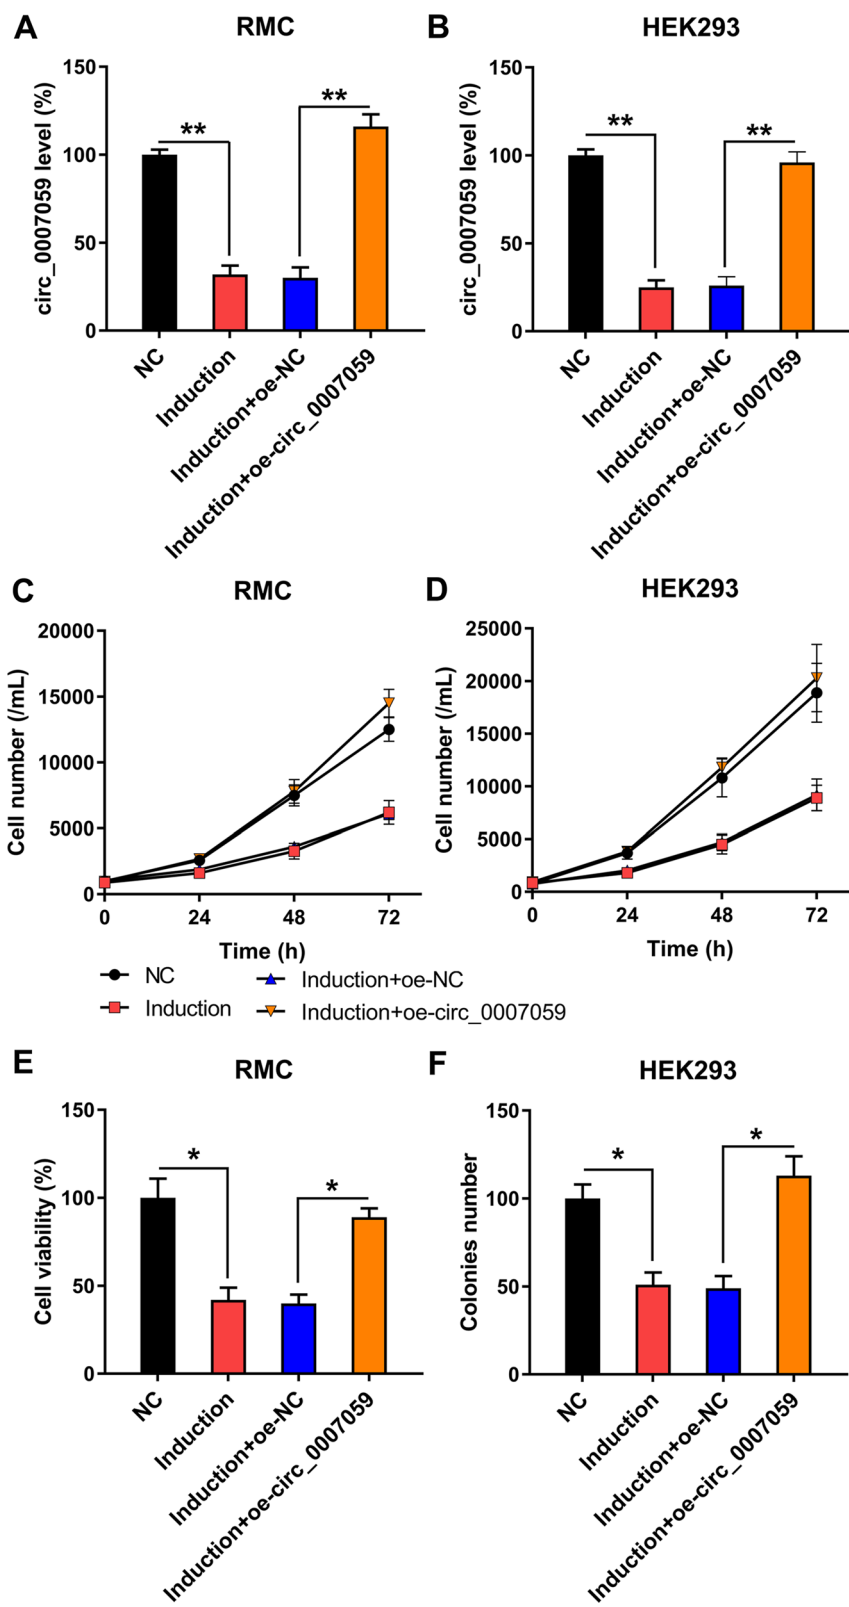 A
RMC
circ_0007059 level (%)
150
100
50
0
**
**
NC
Induction
Induction+oe-NC
Induction+oe-circ_0007059
B
HEK293
circ_0007059 level (%)
150
100
50
0
**
**
NC
Induction
Induction+oe-NC
Induction+oe-circ_0007059
C
RMC
Cell number (/mL)
20000
15000
10000
5000
0
0 24 48 72
Time (h)
D
HEK293
Cell number (/mL)
25000
20000
15000
10000
5000
0
0 24 48 72
Time (h)
NC
Induction
Induction+oe-NC
Induction+oe-circ_0007059
E
RMC
Cell viability (%)
150
100
50
0
*
*
NC
Induction
Induction+oe-NC
Induction+oe-circ_0007059
F
HEK293
Colonies number
150
100
50
0
*
*
NC
Induction
Induction+oe-NC
Induction+oe-circ_0007059